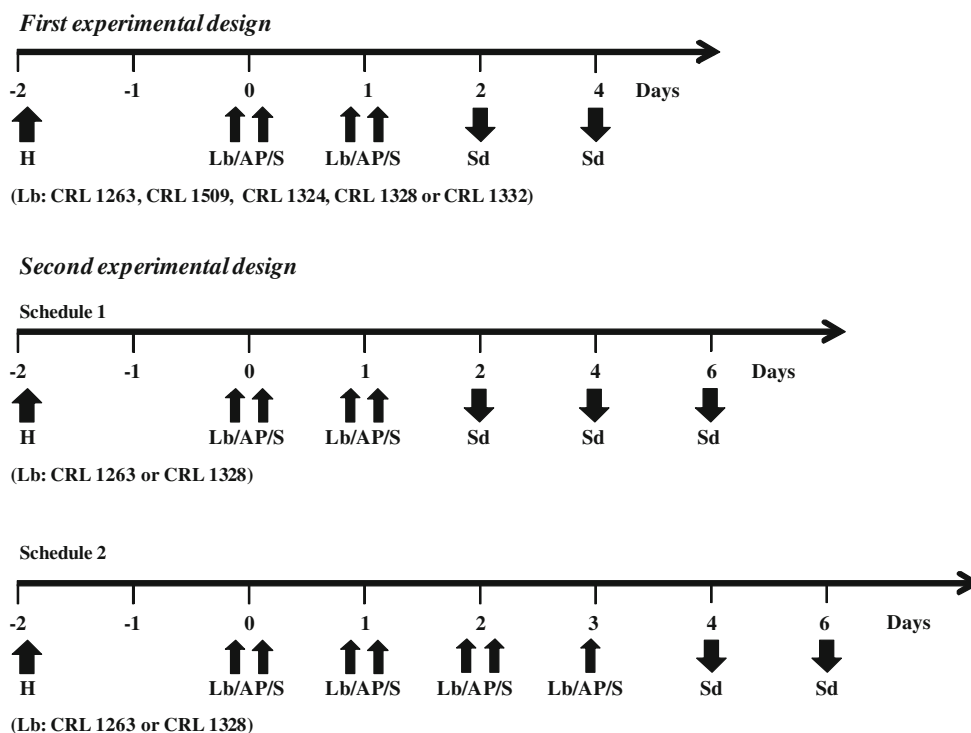 First experimental design
-2 -1 0 1 2 4 Days
H Lb/AP/S Lb/AP/S Sd Sd
(Lb: CRL 1263, CRL 1509, CRL 1324, CRL 1328 or CRL 1332)
Second experimental design
Schedule 1
-2 -1 0 1 2 4 6 Days
H Lb/AP/S Lb/AP/S Sd Sd Sd
(Lb: CRL 1263 or CRL 1328)
Schedule 2
-2 -1 0 1 2 3 4 6 Days
H Lb/AP/S Lb/AP/S Lb/AP/S Lb/AP/S Sd Sd
(Lb: CRL 1263 or CRL 1328)